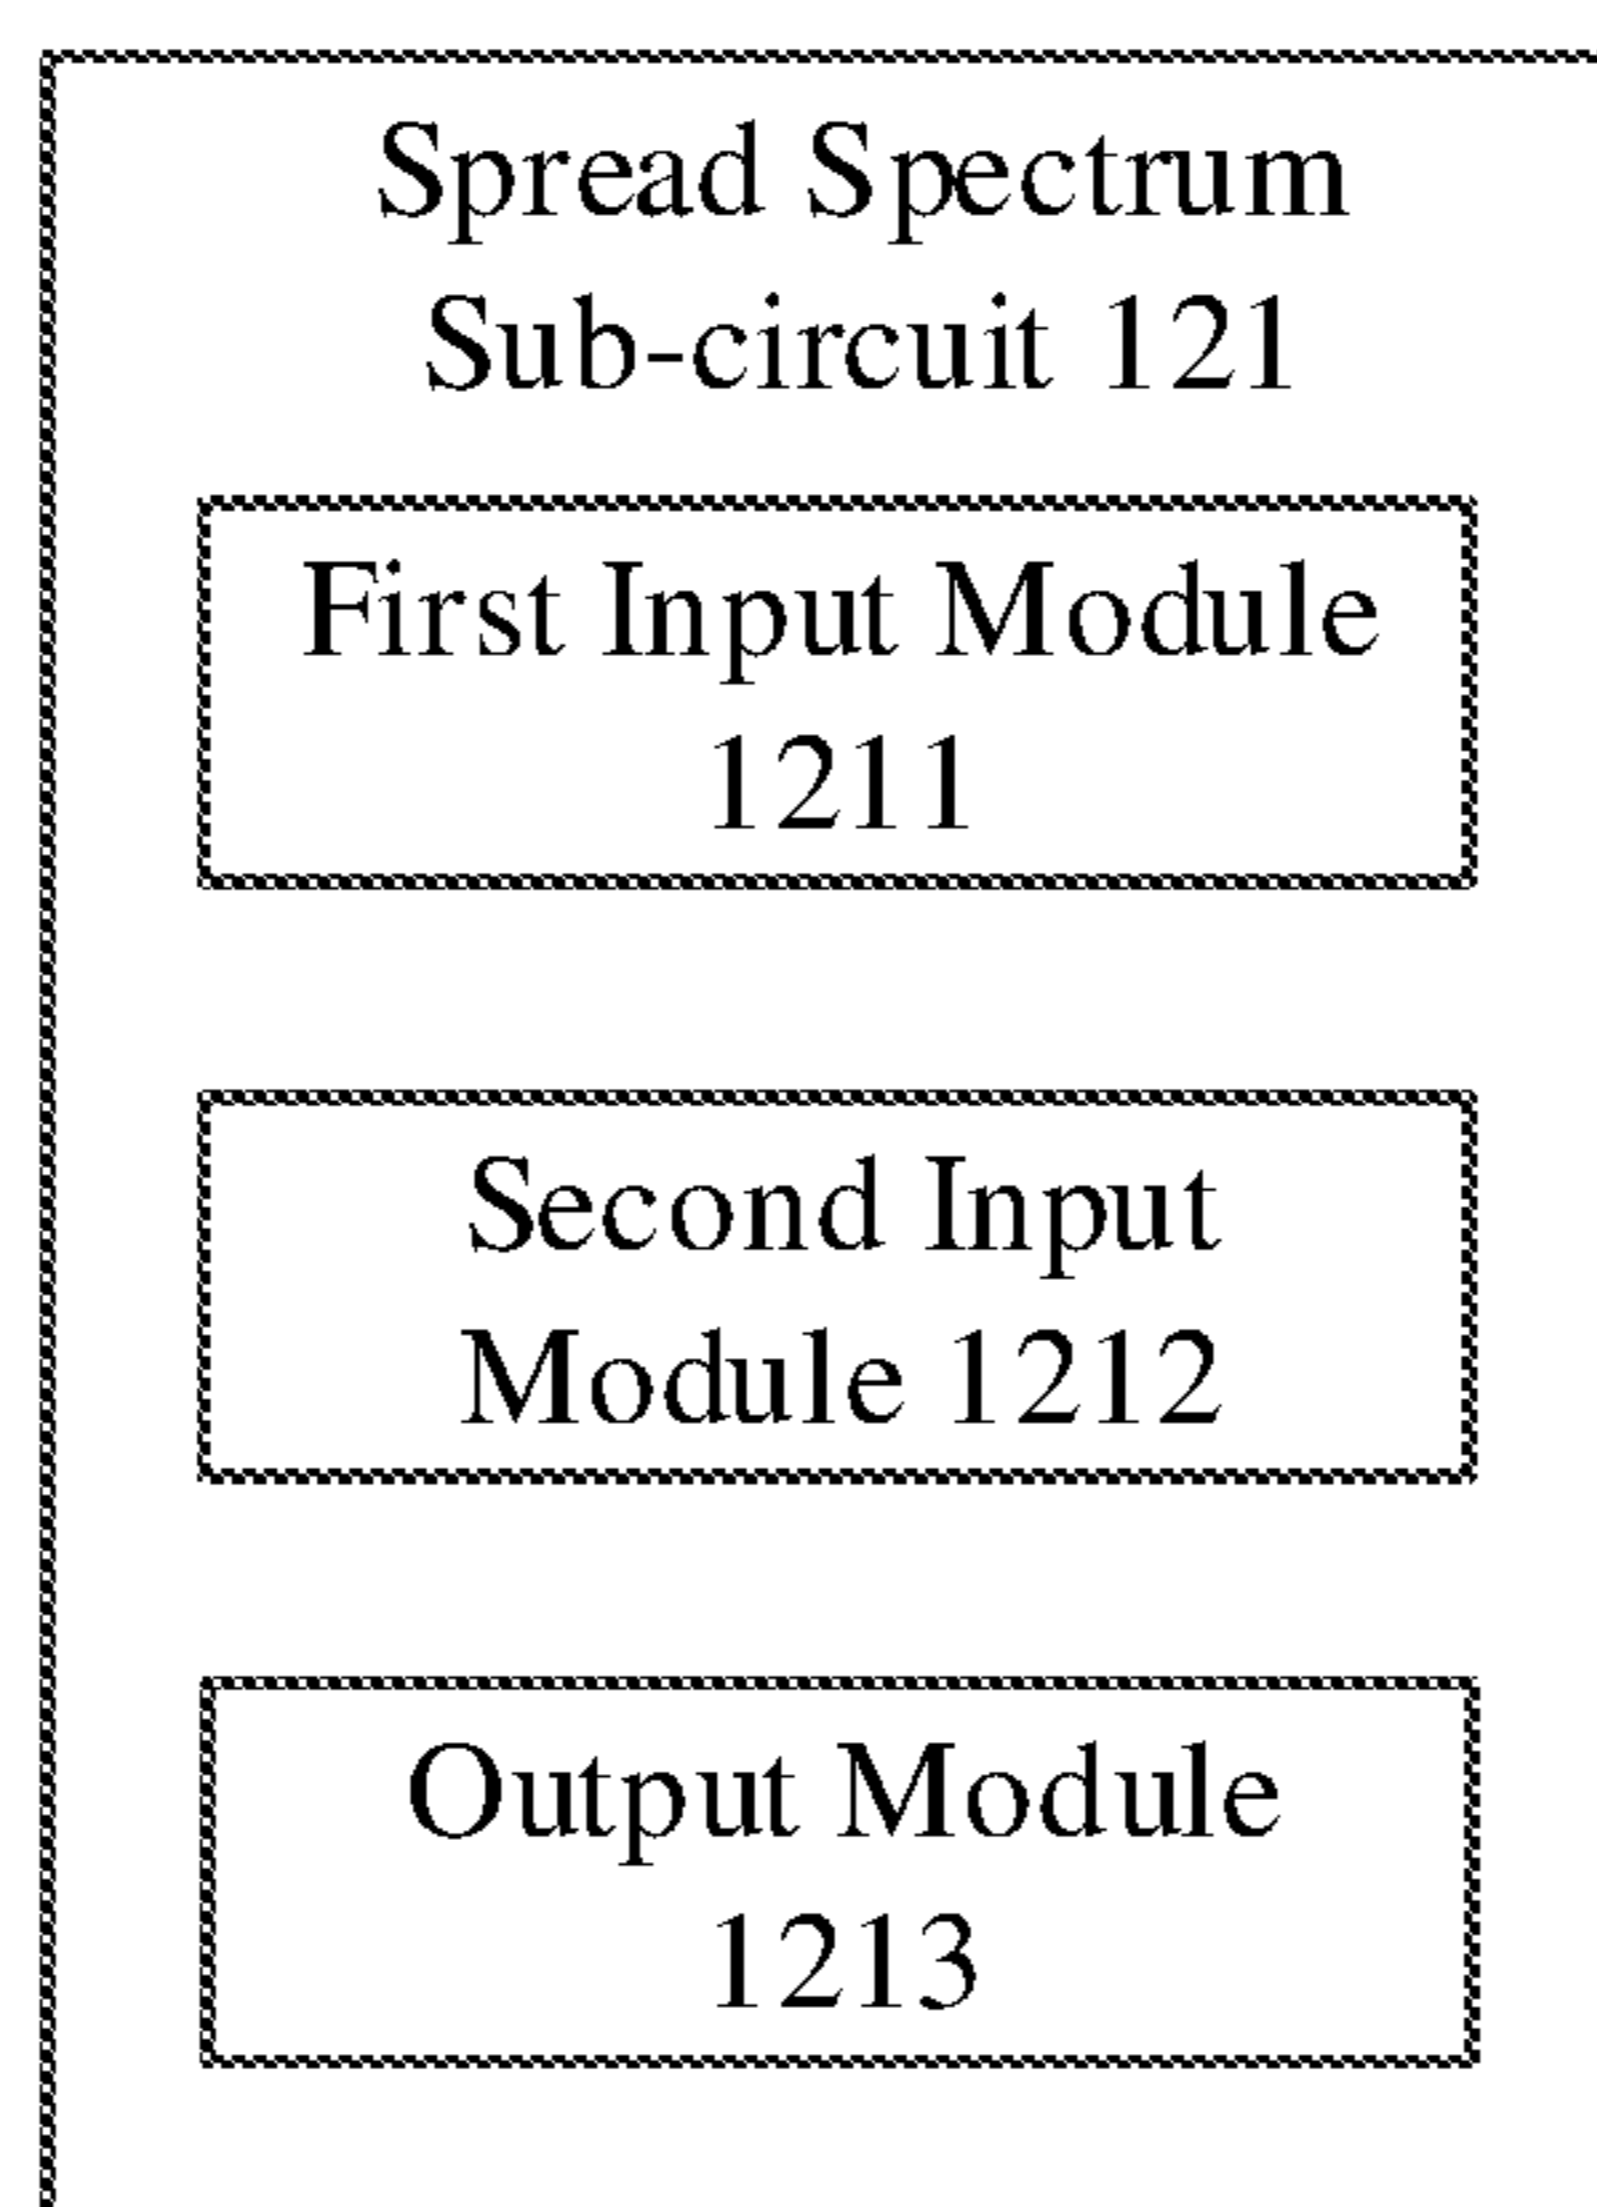 Spread Spectrum
Sub-circuit 121
First Input Module
1211
Second Input
Module 1212
Output Module
1213